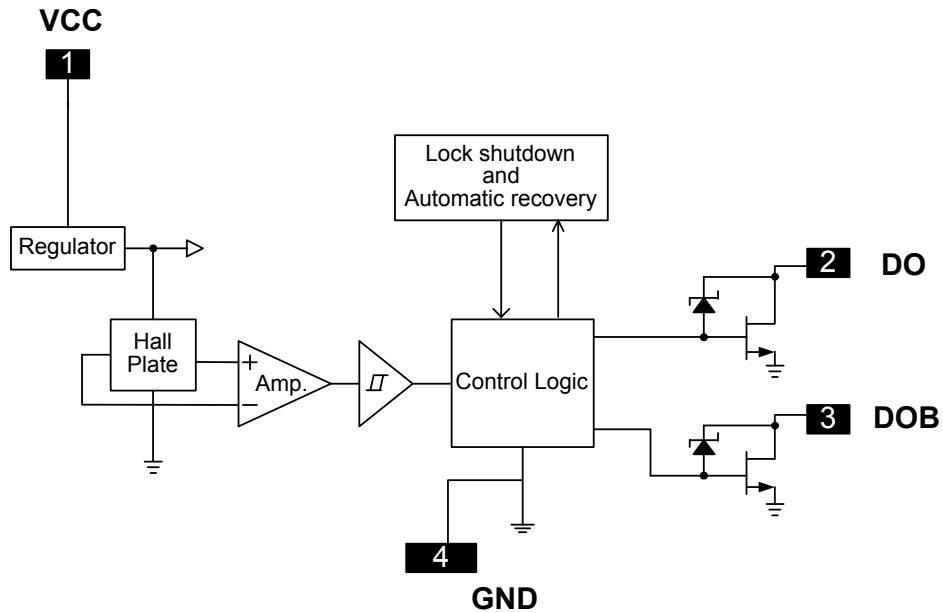 VCC
1
Lock shutdown
and
Automatic recovery
Regulator
2 DO
Hall
Plate
+
Amp.
−
Control Logic
3 DOB
4
GND